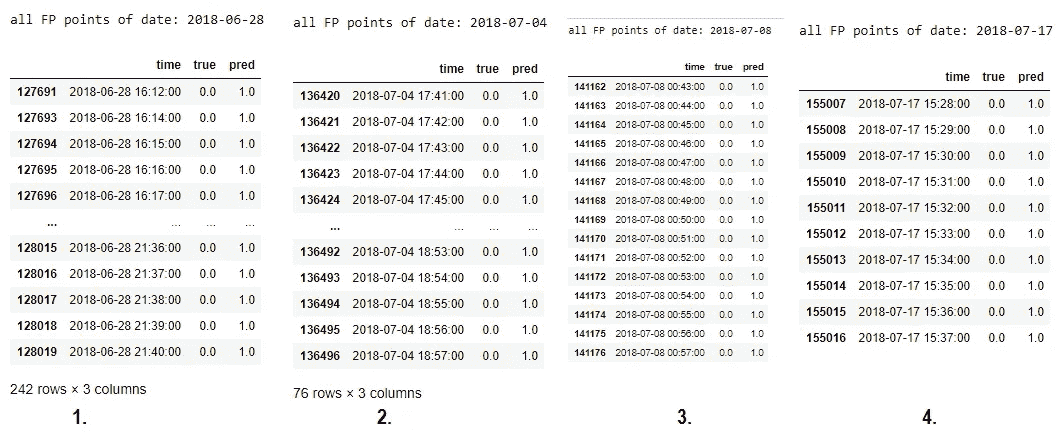 all FP points of date: 2018-06-28
time true pred
127691 2018-06-28 16:12:00 0.0 1.0
127693 2018-06-28 16:14:00 0.0 1.0
127694 2018-06-28 16:15:00 0.0 1.0
127695 2018-06-28 16:16:00 0.0 1.0
127696 2018-06-28 16:17:00 0.0 1.0
... ... ... ...
128015 2018-06-28 21:36:00 0.0 1.0
128016 2018-06-28 21:37:00 0.0 1.0
128017 2018-06-28 21:38:00 0.0 1.0
128018 2018-06-28 21:39:00 0.0 1.0
128019 2018-06-28 21:40:00 0.0 1.0
242 rows × 3 columns
1.
all FP points of date: 2018-07-04
time true pred
136420 2018-07-04 17:41:00 0.0 1.0
136421 2018-07-04 17:42:00 0.0 1.0
136422 2018-07-04 17:43:00 0.0 1.0
136423 2018-07-04 17:44:00 0.0 1.0
136424 2018-07-04 17:45:00 0.0 1.0
... ... ... ...
136492 2018-07-04 18:53:00 0.0 1.0
136493 2018-07-04 18:54:00 0.0 1.0
136494 2018-07-04 18:55:00 0.0 1.0
136495 2018-07-04 18:56:00 0.0 1.0
136496 2018-07-04 18:57:00 0.0 1.0
76 rows × 3 columns
2.
all FP points of date: 2018-07-08
time true pred
141162 2018-07-08 00:43:00 0.0 1.0
141163 2018-07-08 00:44:00 0.0 1.0
141164 2018-07-08 00:45:00 0.0 1.0
141165 2018-07-08 00:46:00 0.0 1.0
141166 2018-07-08 00:47:00 0.0 1.0
141167 2018-07-08 00:48:00 0.0 1.0
141168 2018-07-08 00:49:00 0.0 1.0
141169 2018-07-08 00:50:00 0.0 1.0
141170 2018-07-08 00:51:00 0.0 1.0
141171 2018-07-08 00:52:00 0.0 1.0
141172 2018-07-08 00:53:00 0.0 1.0
141173 2018-07-08 00:54:00 0.0 1.0
141174 2018-07-08 00:55:00 0.0 1.0
141175 2018-07-08 00:56:00 0.0 1.0
141176 2018-07-08 00:57:00 0.0 1.0
3.
all FP points of date: 2018-07-17
time true pred
155007 2018-07-17 15:28:00 0.0 1.0
155008 2018-07-17 15:29:00 0.0 1.0
155009 2018-07-17 15:30:00 0.0 1.0
155010 2018-07-17 15:31:00 0.0 1.0
155011 2018-07-17 15:32:00 0.0 1.0
155012 2018-07-17 15:33:00 0.0 1.0
155013 2018-07-17 15:34:00 0.0 1.0
155014 2018-07-17 15:35:00 0.0 1.0
155015 2018-07-17 15:36:00 0.0 1.0
155016 2018-07-17 15:37:00 0.0 1.0
4.